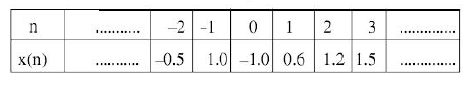 n ........... –2 -1 0 1 2 3 ..............
x(n) ........... –0.5 1.0 –1.0 0.6 1.2 1.5 ..............